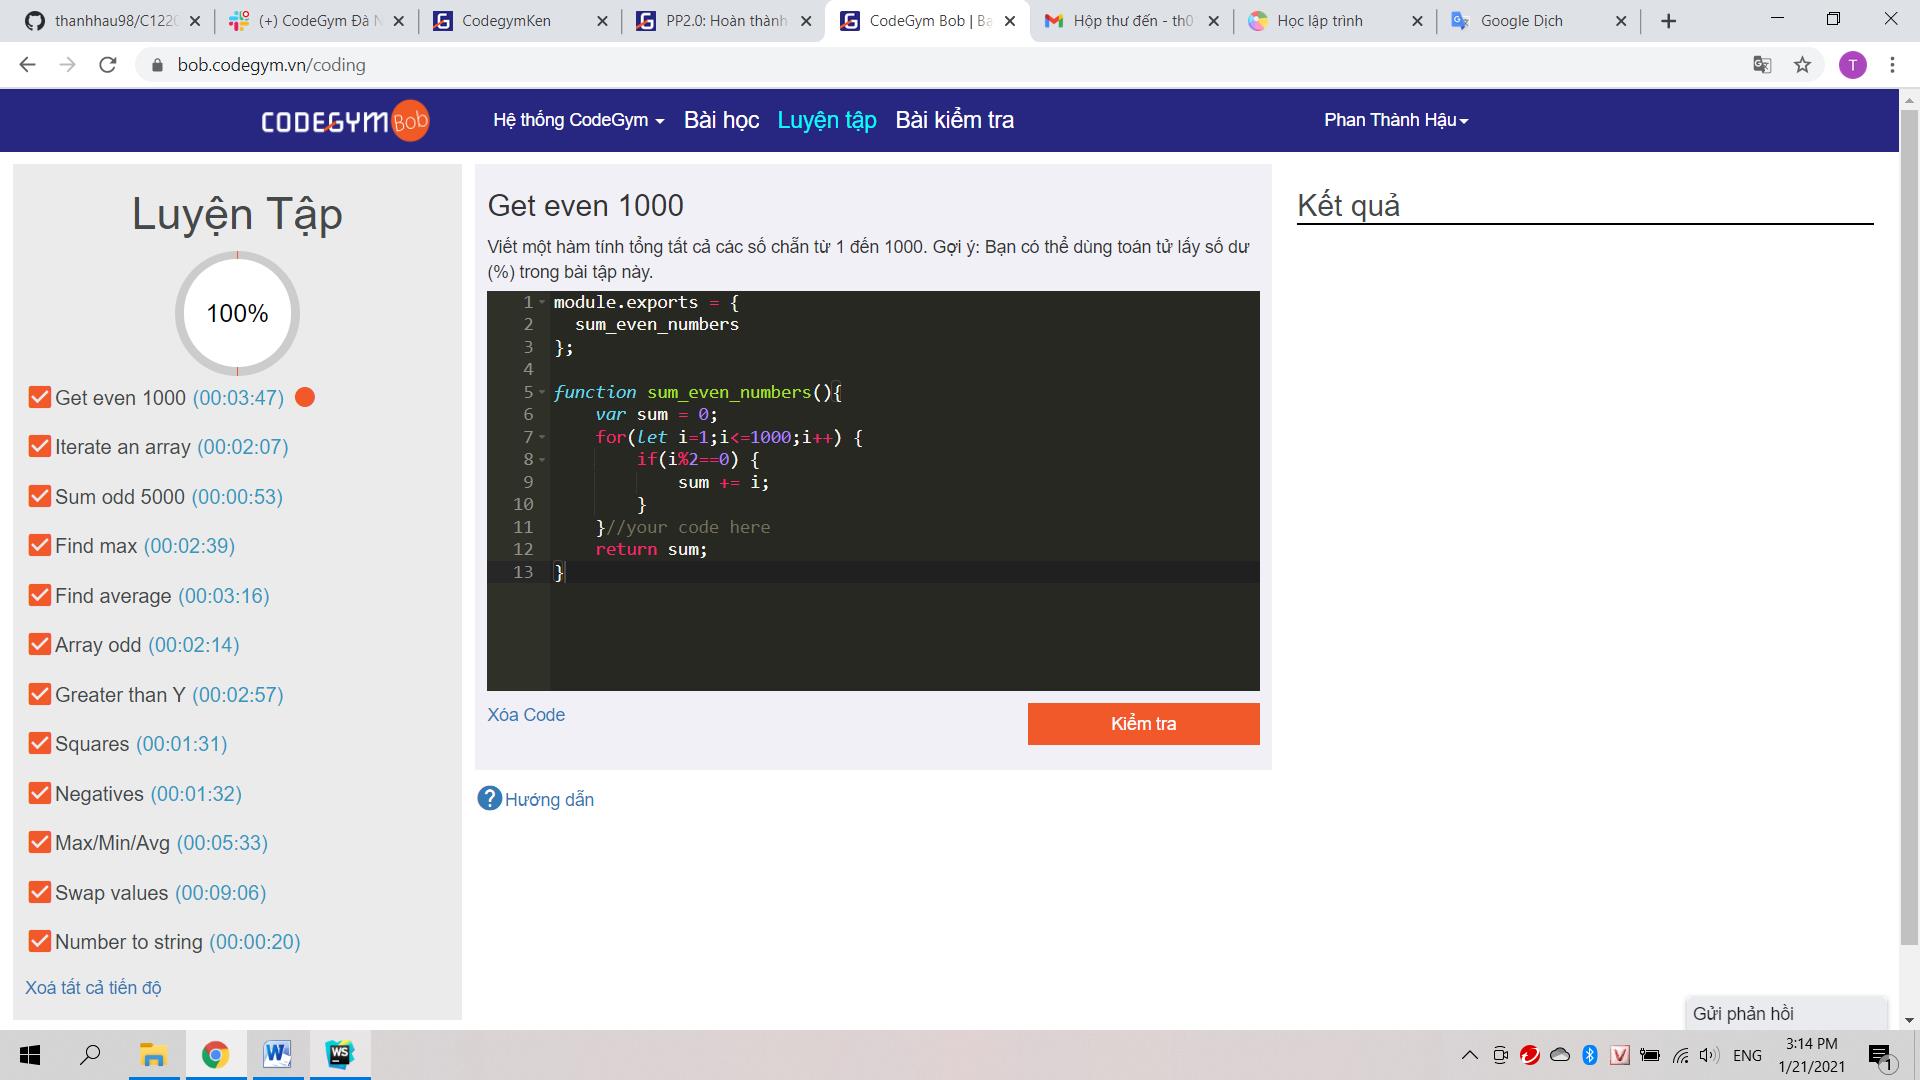 thanhhau98/C122
(+) CodeGym Đà N
CodegymKen
PP2.0: Hoàn thành
CodeGym Bob | Ba
Hộp thư đến - th0
Học lập trình
Google Dịch
bob.codegym.vn/coding
T
CODEGYM Bob
Hệ thống CodeGym
Bài học
Luyện tập
Bài kiểm tra
Phan Thành Hậu
Luyện Tập
100%
Get even 1000 (00:03:47)
Iterate an array (00:02:07)
Sum odd 5000 (00:00:53)
Find max (00:02:39)
Find average (00:03:16)
Array odd (00:02:14)
Greater than Y (00:02:57)
Squares (00:01:31)
Negatives (00:01:32)
Max/Min/Avg (00:05:33)
Swap values (00:09:06)
Number to string (00:00:20)
Xoá tất cả tiến độ
Get even 1000
Viết một hàm tính tổng tất cả các số chẵn từ 1 đến 1000. Gợi ý: Bạn có thể dùng toán tử lấy số dư
(%) trong bài tập này.
1 module.exports = {
2 sum_even_numbers
3 };
4
5 function sum_even_numbers(){
6 var sum = 0;
7 for(let i=1;i<=1000;i++) {
8 if(i%2==0) {
9 sum += i;
10 }
11 }//your code here
12 return sum;
13 }
Xóa Code
Kiểm tra
Hướng dẫn
Kết quả
Gửi phản hồi
W
WS
V
ENG
3:14 PM
1/21/2021
1